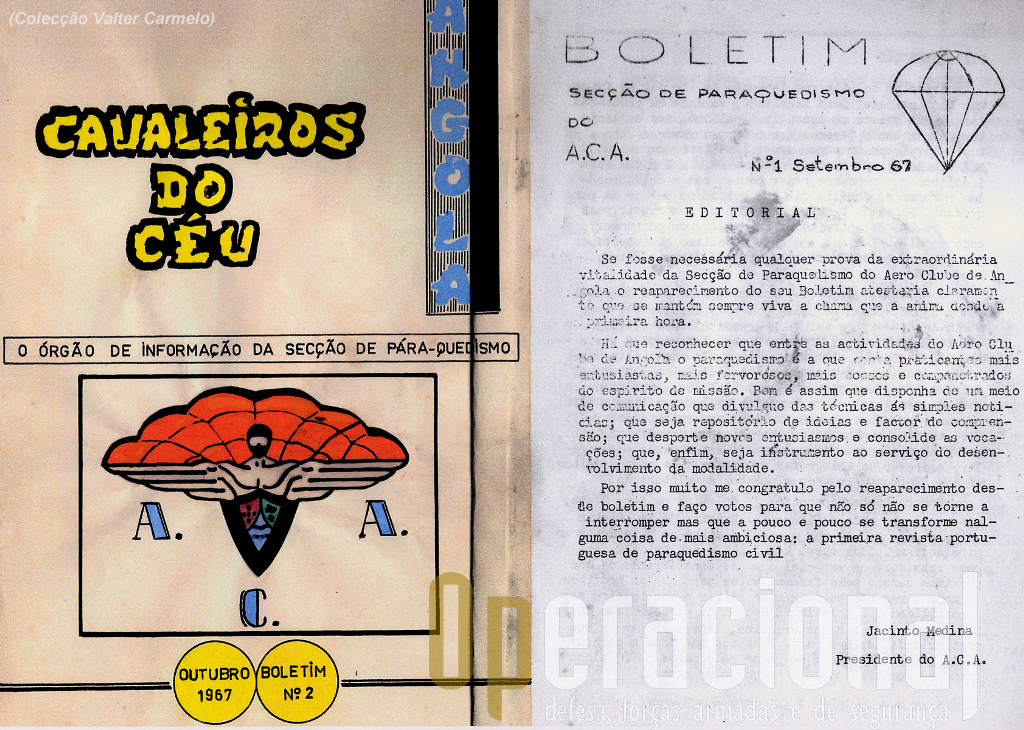 (Colecção Valter Carmelo)
ANGOLA
CAVALEIROS
DO
CÉU
O ÓRGÃO DE INFORMAÇÃO DA SECÇÃO DE PÁRA-QUEDISMO
A.
A.
C.
OUTUBRO
1967
BOLETIM
Nº 2
BOLETIM
SECÇÃO DE PARAQUEDISMO
DO
A.C.A.
Nº1 Setembro 67
EDITORIAL
Se fosse necessária qualquer prova da extraordinária
vitalidade da Secção de Paraquedismo do Aero Clube de An
gola o reaparecimento do seu Boletim atestaria claramen
te que se mantém sempre viva a chama que a anima desde a
primeira hora.
Há que reconhecer que entre as actividades do Aero Clu
be de Angola o paraquedismo é a que conta praticantes mais
entusiastas, mais fervorosos, mais coesos e compenetrados
do espirito de missão. Bem é assim que disponha de um meio
de comunicação que divulgue das técnicas ás simples noti-
cias; que seja repositório de ideias e factor de compren-
são; que desperte novos entusiasmos e consolide as voca-
ções; que, enfim, seja instrumento ao serviço do desen-
volvimento da modalidade.
Por isso muito me congratulo pelo reaparecimento des-
te boletim e faço votos para que não só não se torne a
interromper mas que a pouco e pouco se transforme nal-
guma coisa de mais ambiciosa: a primeira revista portu-
guesa de paraquedismo civil
Jacinto Medina
Presidente do A.C.A.
Operacional
defesa, forças armadas e de segurança